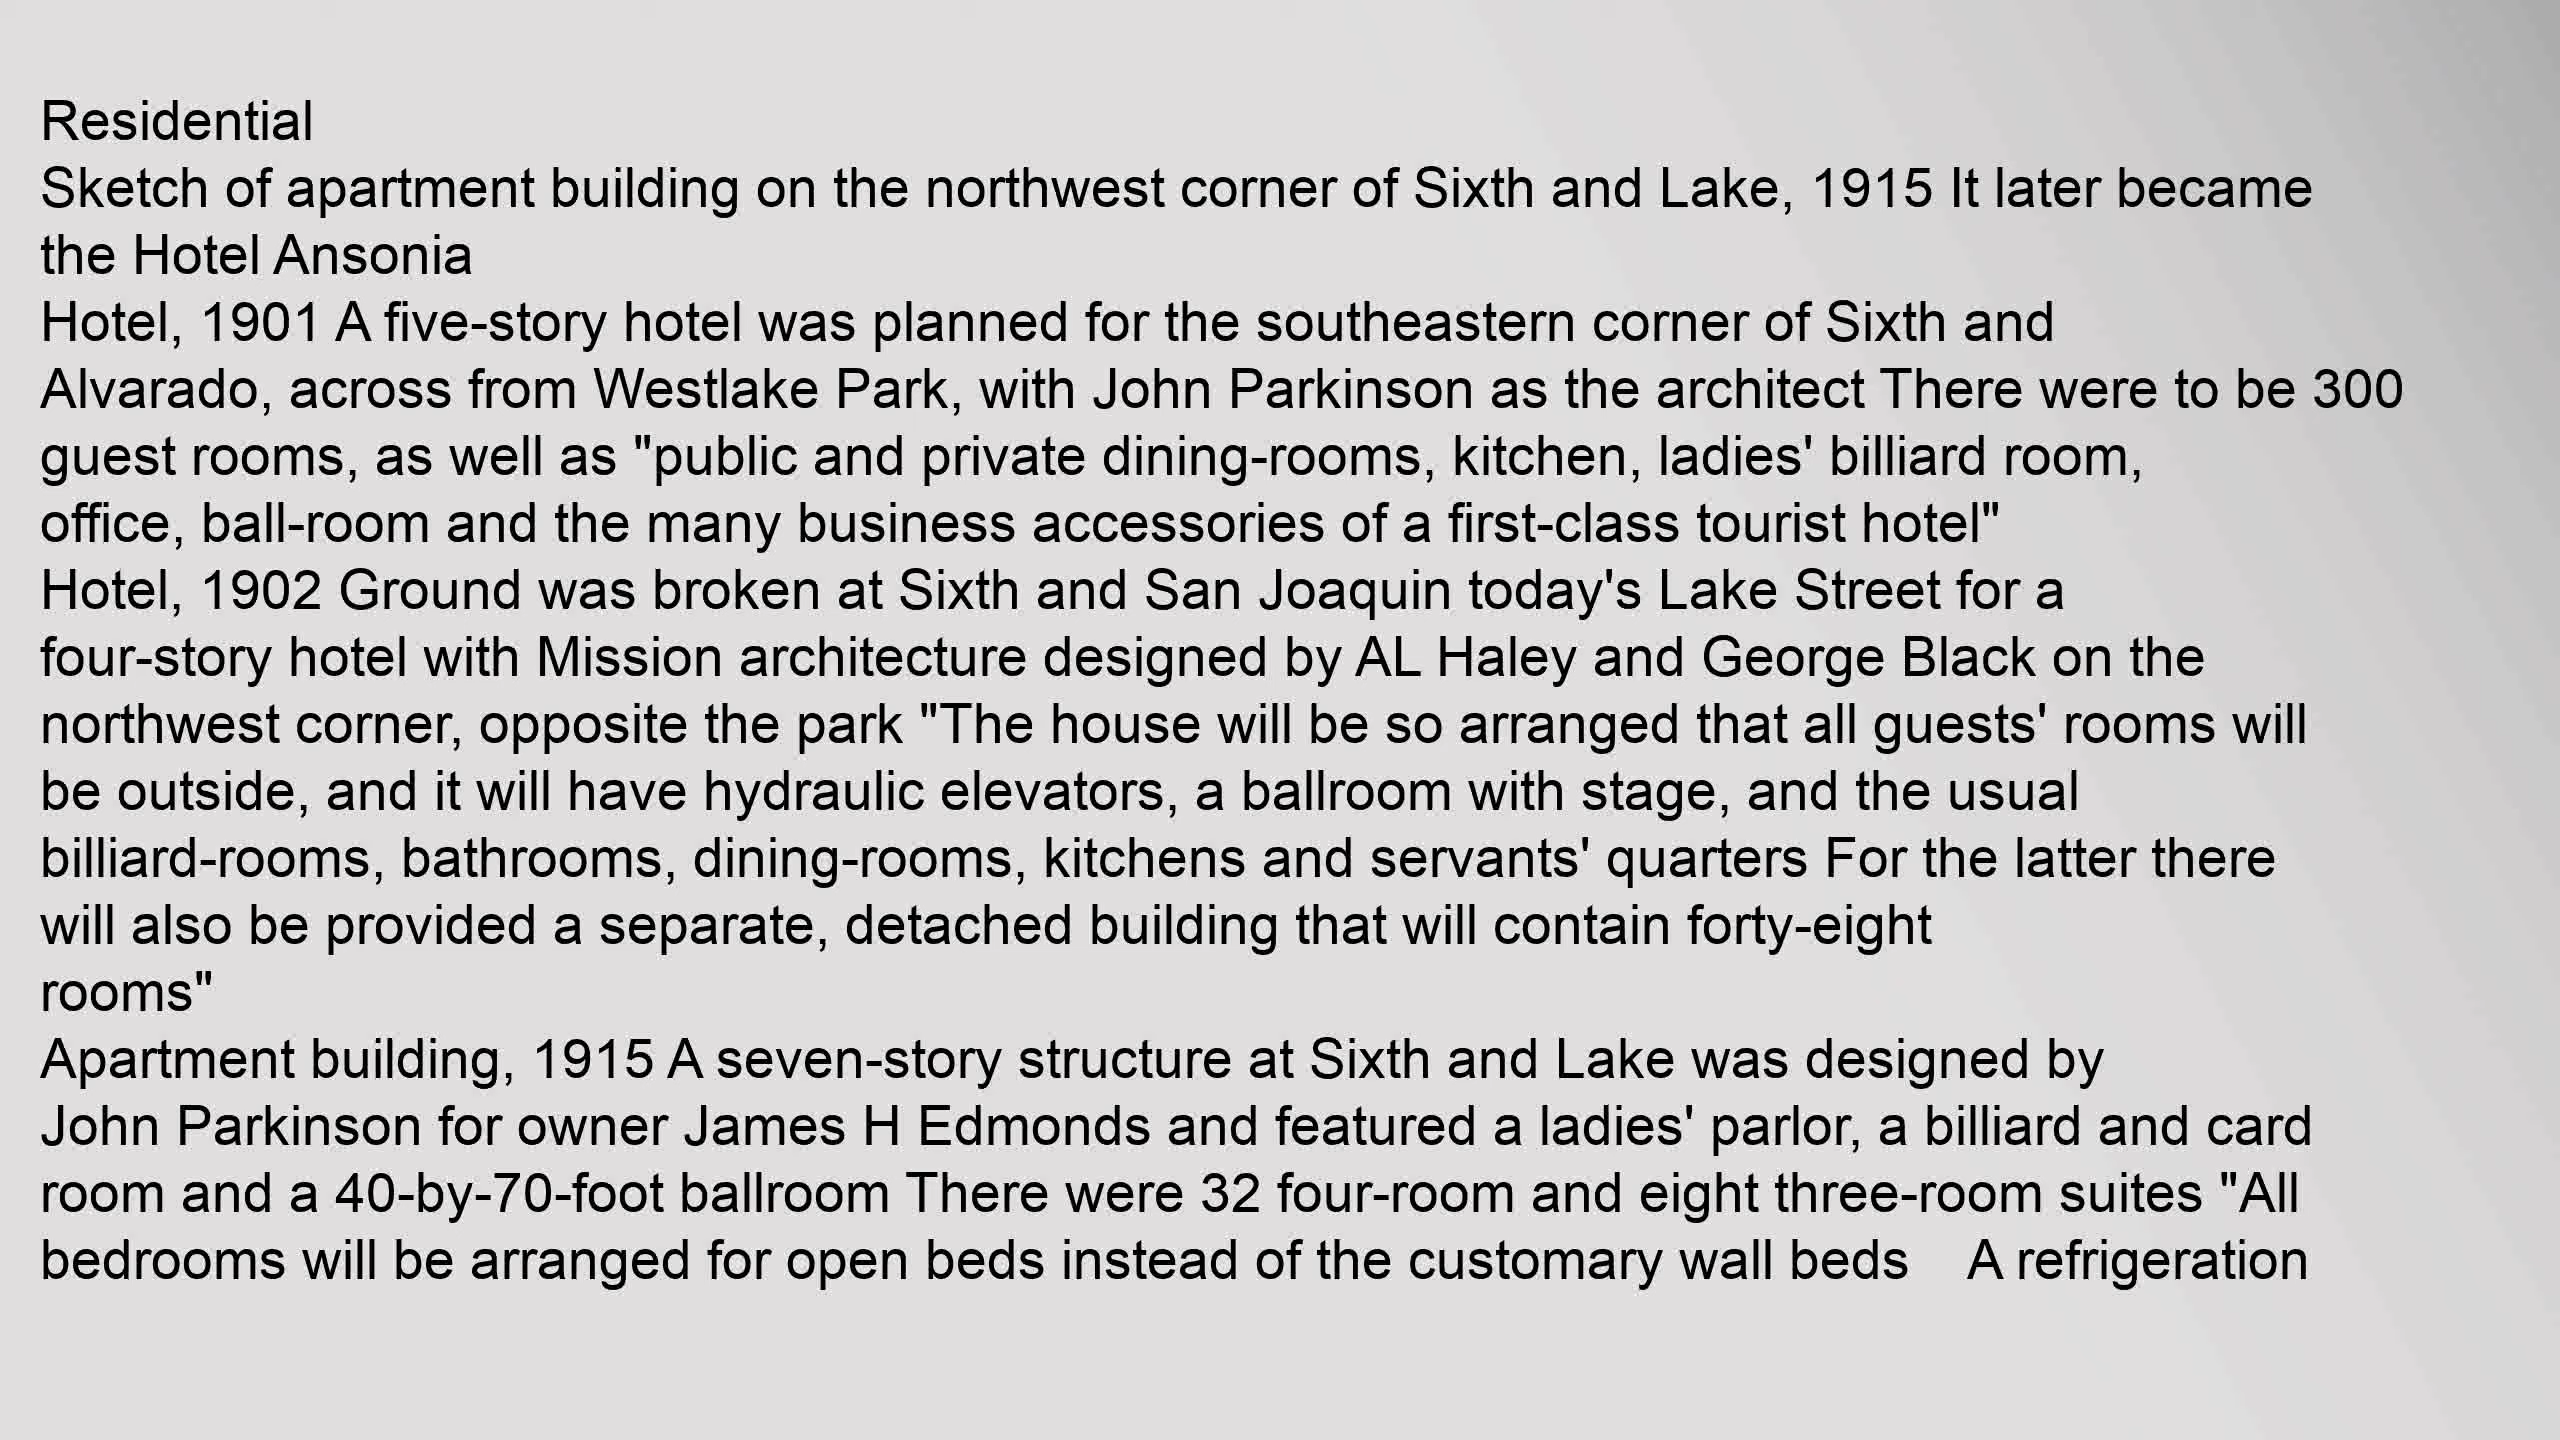 Residential
Sketch of apartment building on the northwest corner of Sixth and Lake, 1915 It later became
the Hotel Ansonia
Hotel, 1901 A five-story hotel was planned for the southeastern corner of Sixth and
Alvarado, across from Westlake Park, with John Parkinson as the architect There were to be 300
guest rooms, as well as "public and private dining-rooms, kitchen, ladies' billiard room,
office, ball-room and the many business accessories of a first-class tourist hotel"
Hotel, 1902 Ground was broken at Sixth and San Joaquin today's Lake Street for a
four-story hotel with Mission architecture designed by AL Haley and George Black on the
northwest corner, opposite the park "The house will be so arranged that all guests' rooms will
be outside, and it will have hydraulic elevators, a ballroom with stage, and the usual
billiard-rooms, bathrooms, dining-rooms, kitchens and servants' quarters For the latter there
will also be provided a separate, detached building that will contain forty-eight
rooms"
Apartment building, 1915 A seven-story structure at Sixth and Lake was designed by
John Parkinson for owner James H Edmonds and featured a ladies' parlor, a billiard and card
room and a 40-by-70-foot ballroom There were 32 four-room and eight three-room suites "All
bedrooms will be arranged for open beds instead of the customary wall beds    A refrigeration